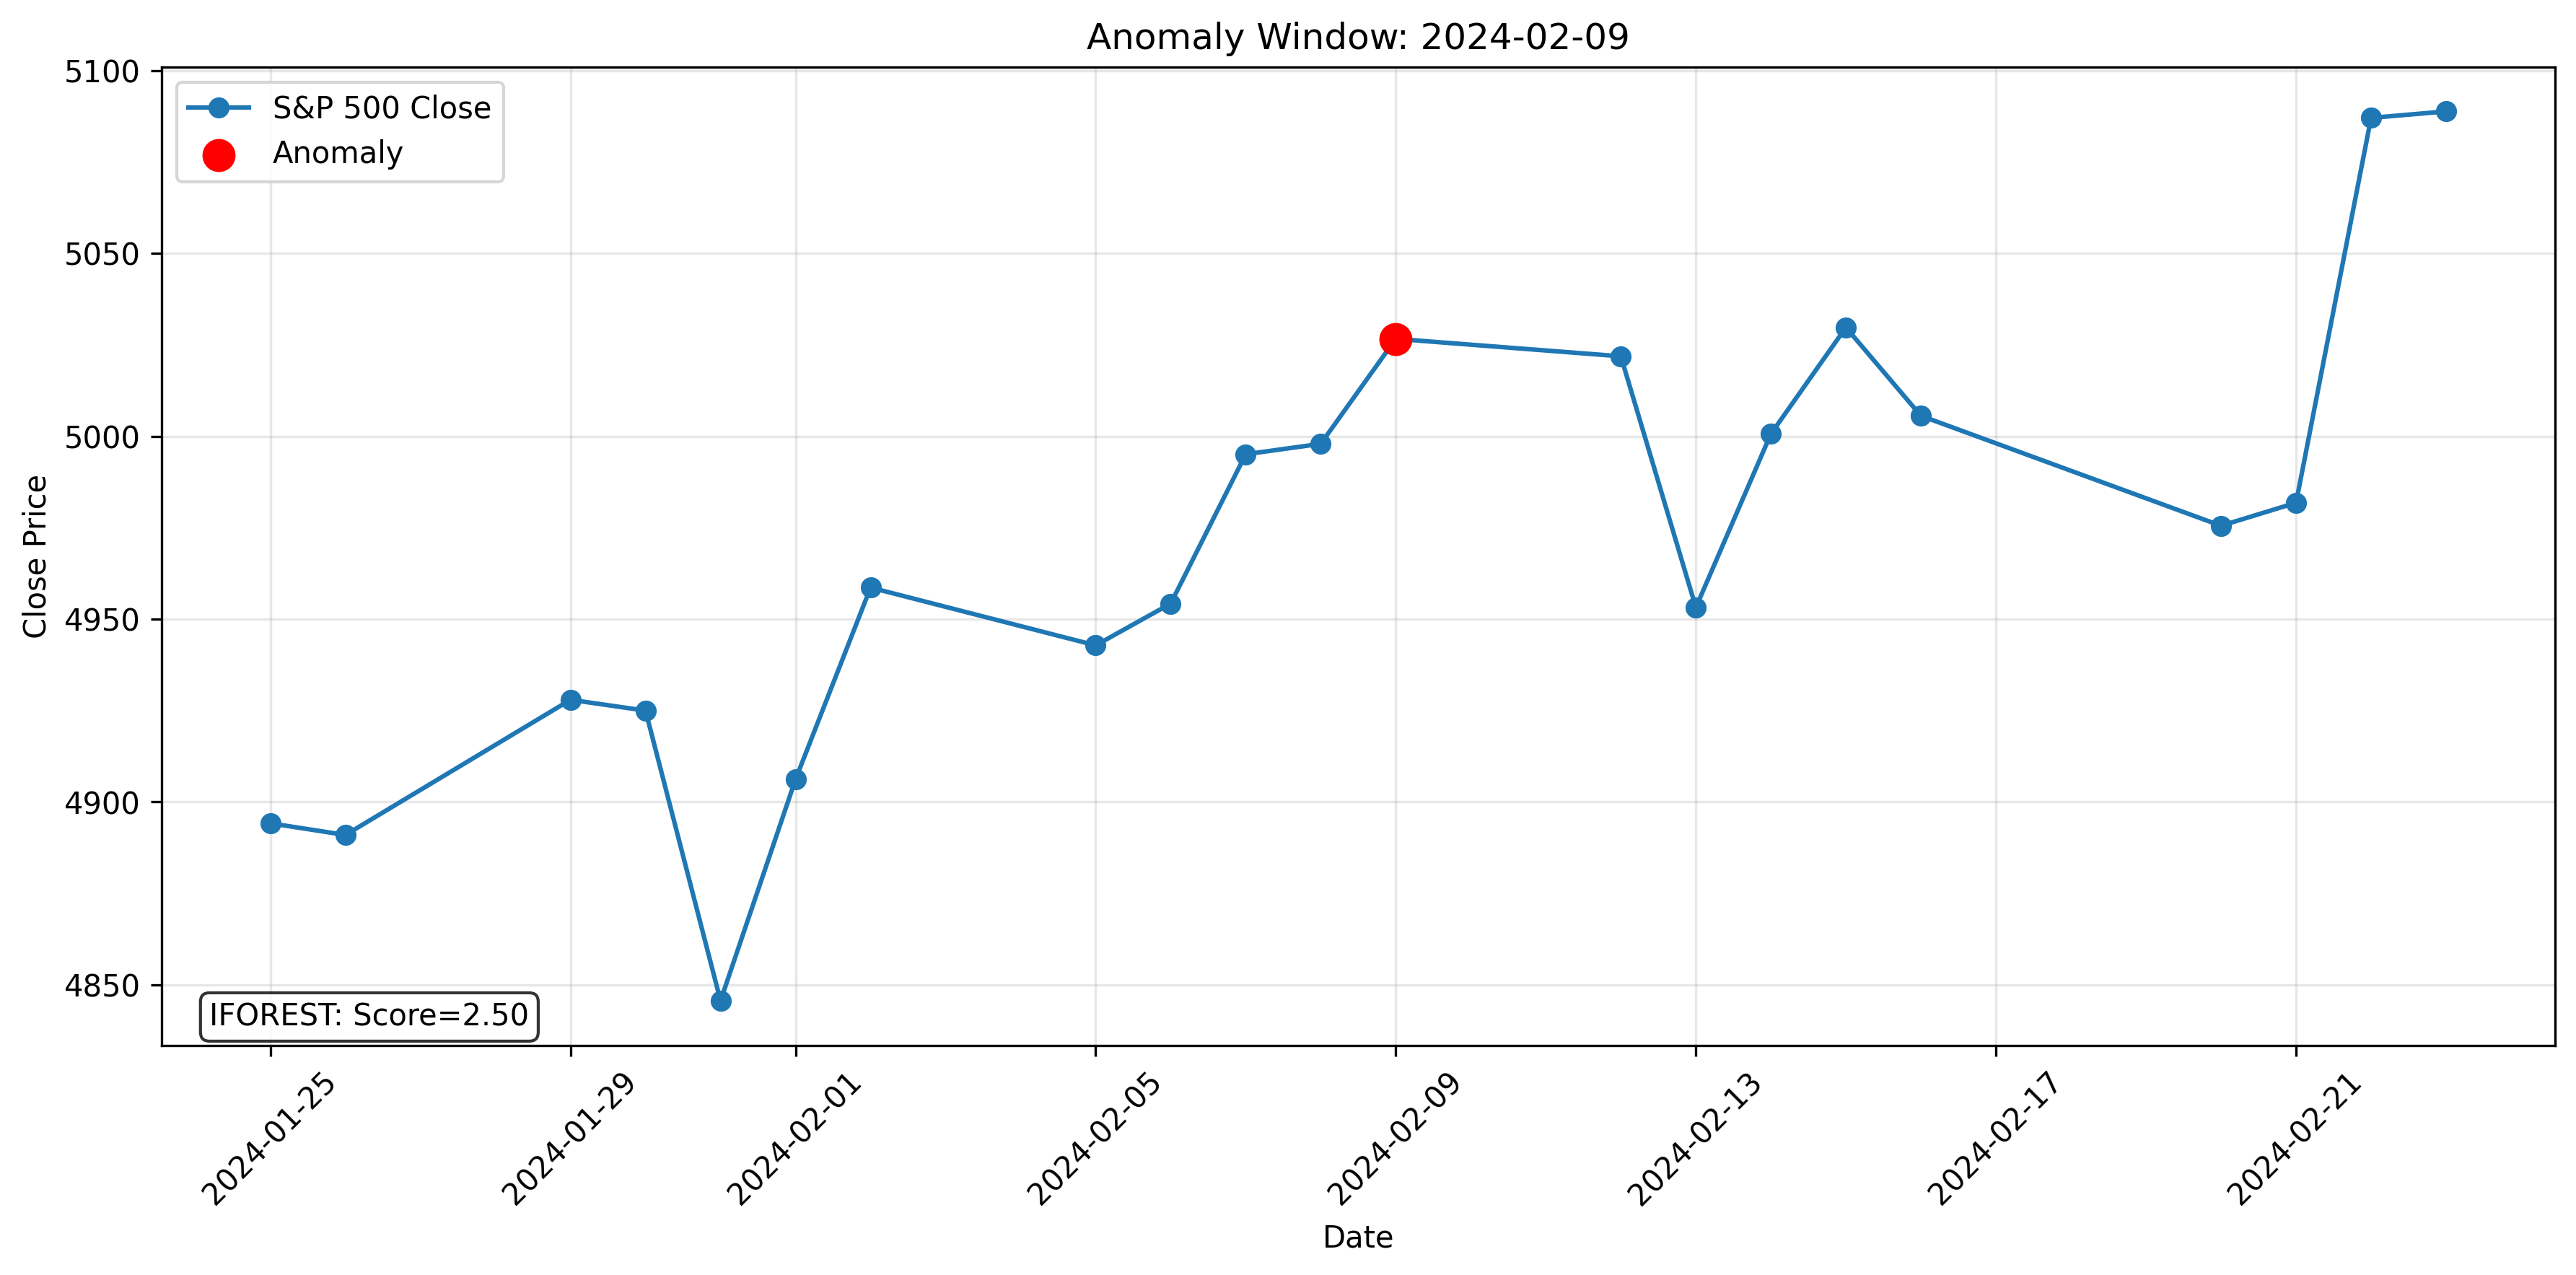 Anomaly Window: 2024-02-09
S&P 500 Close
Anomaly
5100
5050
5000
4950
4900
4850
Close Price
IFOREST: Score=2.50
2024-01-25
2024-01-29
2024-02-01
2024-02-05
2024-02-09
2024-02-13
2024-02-17
2024-02-21
Date